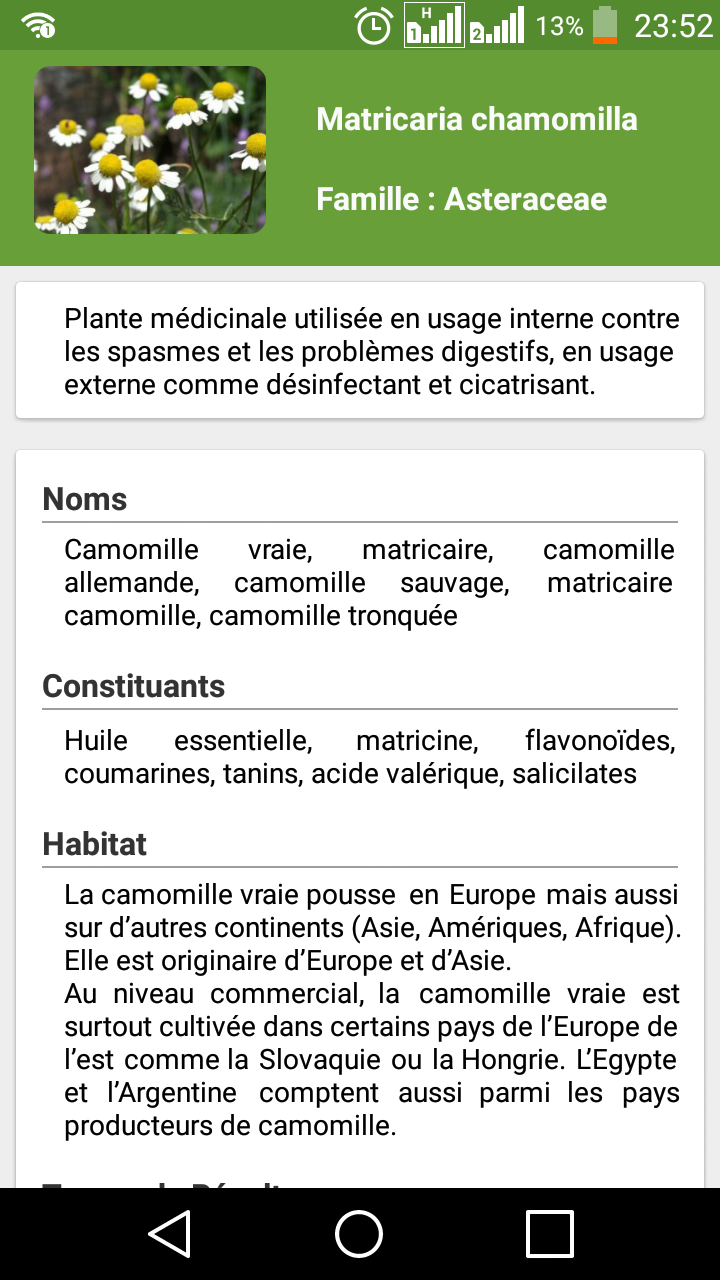 1 H 1 2 13% 23:52
Matricaria chamomilla
Famille : Asteraceae
Plante médicinale utilisée en usage interne contre
les spasmes et les problèmes digestifs, en usage
externe comme désinfectant et cicatrisant.
Noms
Camomille vraie, matricaire, camomille
allemande, camomille sauvage, matricaire
camomille, camomille tronquée
Constituants
Huile essentielle, matricine, flavonoïdes,
coumarines, tanins, acide valérique, salicilates
Habitat
La camomille vraie pousse en Europe mais aussi
sur d’autres continents (Asie, Amériques, Afrique).
Elle est originaire d’Europe et d’Asie.
Au niveau commercial, la camomille vraie est
surtout cultivée dans certains pays de l’Europe de
l’est comme la Slovaquie ou la Hongrie. L’Egypte
et l’Argentine comptent aussi parmi les pays
producteurs de camomille.